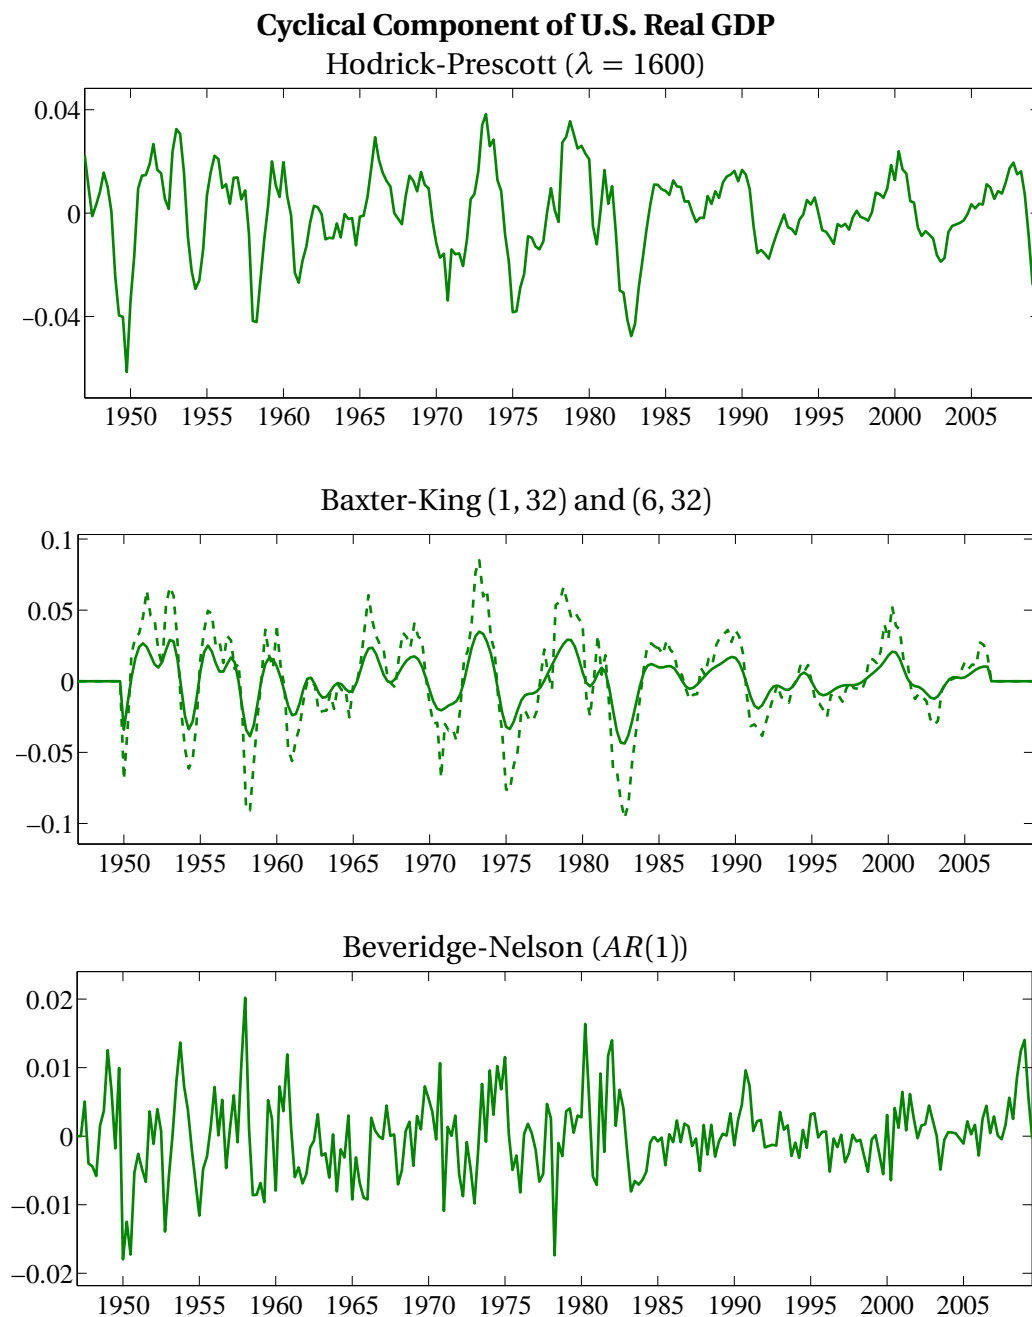 Cyclical Component of U.S. Real GDP
Hodrick-Prescott (λ = 1600)
0.04
0
−0.04
1950 1955 1960 1965 1970 1975 1980 1985 1990 1995 2000 2005
Baxter-King (1, 32) and (6, 32)
0.1
0.05
0
−0.05
−0.1
1950 1955 1960 1965 1970 1975 1980 1985 1990 1995 2000 2005
Beveridge-Nelson (AR(1))
0.02
0.01
0
−0.01
−0.02
1950 1955 1960 1965 1970 1975 1980 1985 1990 1995 2000 2005